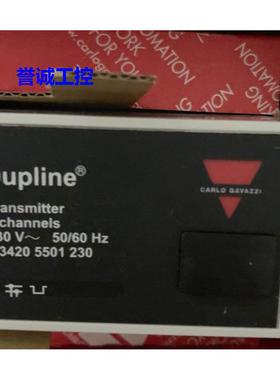 誉诚工控
upline®
CARLO GAVAZZI
ansmitter
channels
30 V~ 50/60 Hz
3420 5501 230